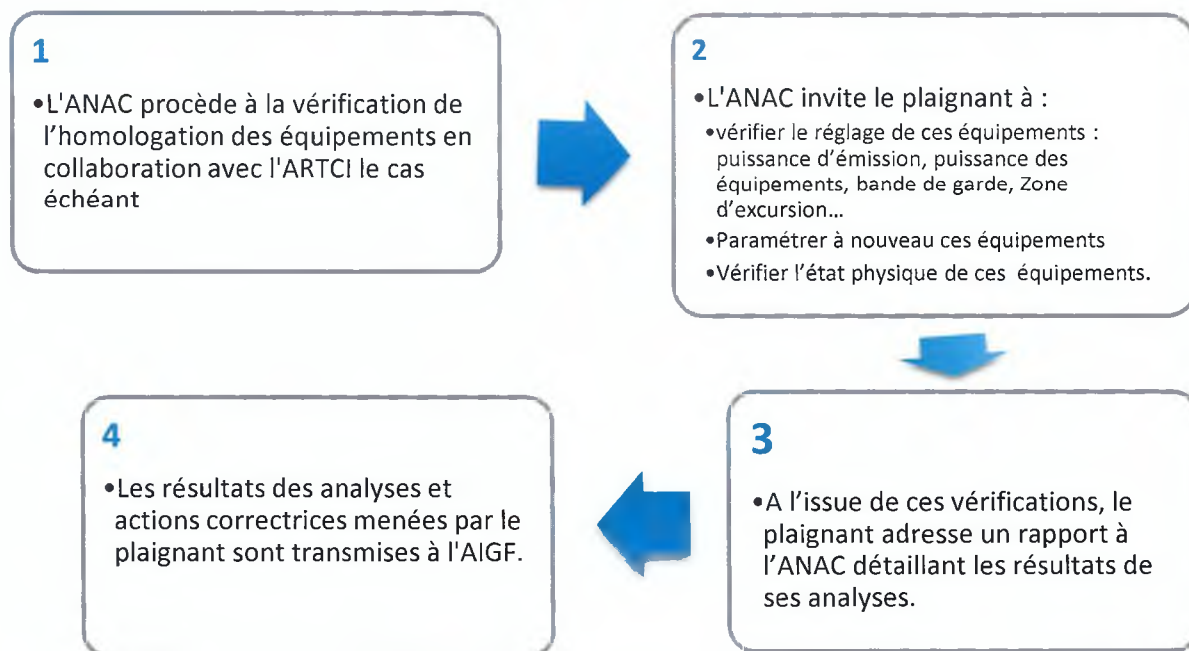 1
•L'ANAC procède à la vérification de
l'homologation des équipements en
collaboration avec l'ARTCI le cas
échéant
2
•L'ANAC invite le plaignant à :
•vérifier le réglage de ces équipements :
puissance d'émission, puissance des
équipements, bande de garde, Zone
d'excursion...
•Paramétrer à nouveau ces équipements
•Vérifier l'état physique de ces équipements.
3
•A l'issue de ces vérifications, le
plaignant adresse un rapport à
l'ANAC détaillant les résultats de
ses analyses.
4
•Les résultats des analyses et
actions correctrices menées par le
plaignant sont transmises à l'AIGF.